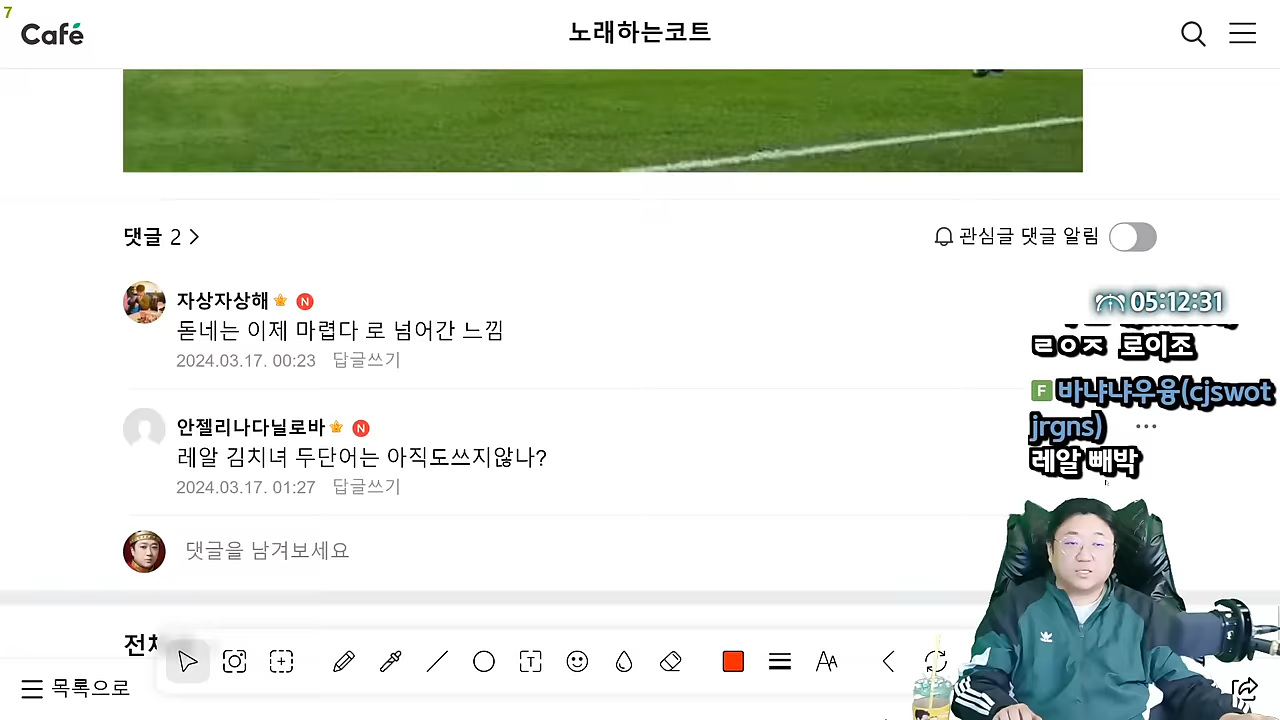 7
Café
노래하는코트
댓글 2
관심글 댓글 알림
자상자상해 N
돋네는 이제 마렵다 로 넘어간 느낌
2024.03.17. 00:23 답글쓰기
안젤리나다닐로바 N
레알 김치녀 두단어는 아직도쓰지않나?
2024.03.17. 01:27 답글쓰기
댓글을 남겨보세요
05:12:31
ㄹㅇㅈ 로이조
F 바냐냐우융(cjswot
jrgns)
레알 빼박
T
목록으로